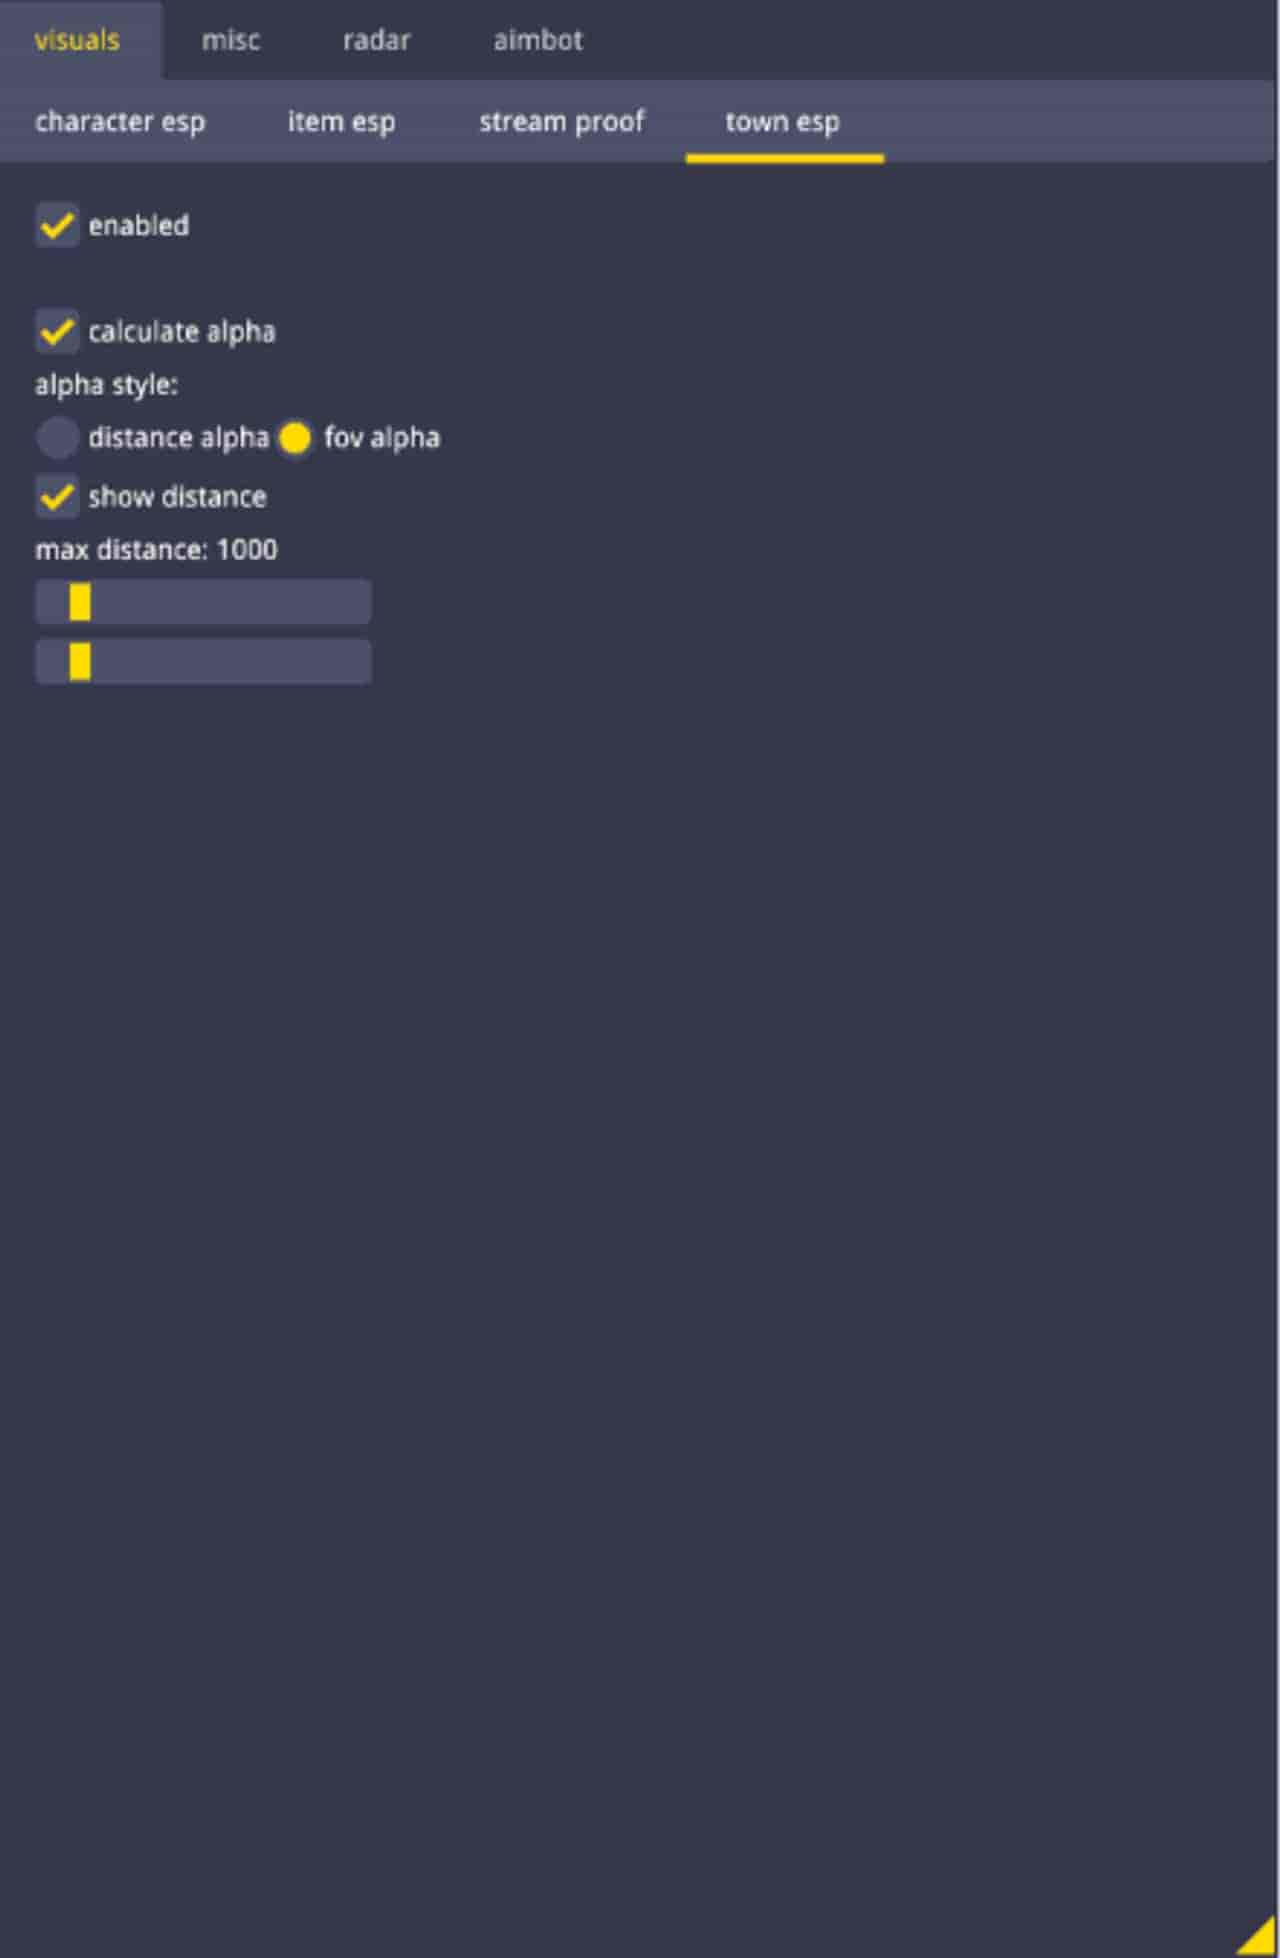 visuals misc radar aimbot
character esp item esp stream proof town esp
enabled
calculate alpha
alpha style:
distance alpha fov alpha
show distance
max distance: 1000